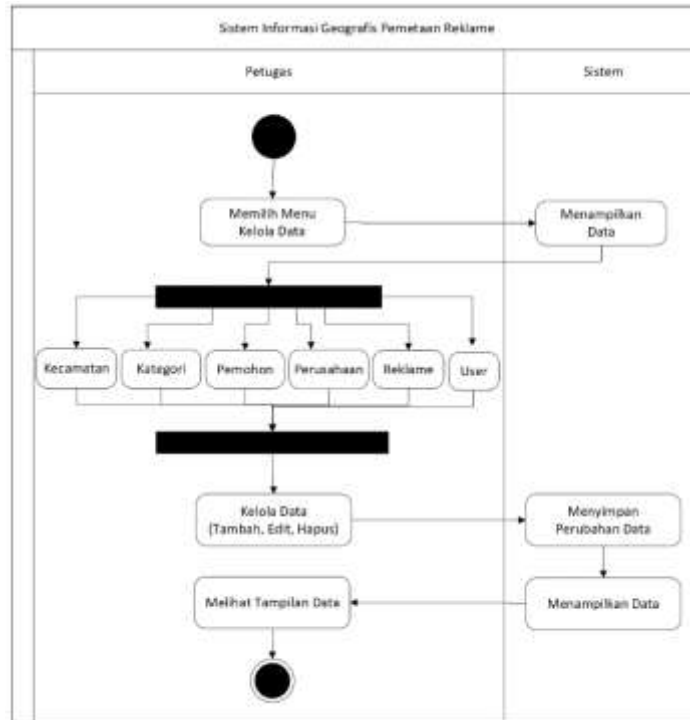 Sistem Informasi Geografis Pemetaan Reklame
Petugas
Sistem
Memilih Menu
Kelola Data
Menampilkan
Data
Kecamatan
Kategori
Pemohon
Perusahaan
Reklame
User
Kelola Data
(Tambah, Edit, Hapus)
Menyimpan
Perubahan Data
Melihat Tampilan Data
Menampilkan Data